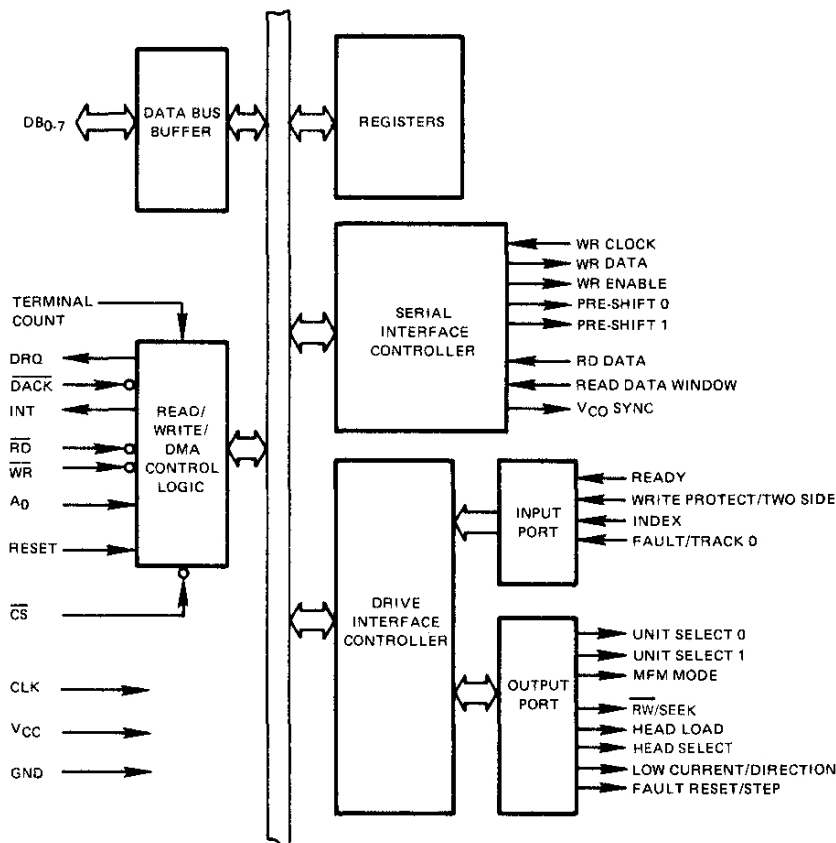 DB0-7
DATA BUS
BUFFER
REGISTERS
TERMINAL
COUNT
DRQ
DACK
INT
RD
WR
A0
RESET
CS
READ/
WRITE/
DMA
CONTROL
LOGIC
CLK
VCC
GND
SERIAL
INTERFACE
CONTROLLER
WR CLOCK
WR DATA
WR ENABLE
PRE-SHIFT 0
PRE-SHIFT 1
RD DATA
READ DATA WINDOW
VCO SYNC
DRIVE
INTERFACE
CONTROLLER
INPUT
PORT
READY
WRITE PROTECT/TWO SIDE
INDEX
FAULT/TRACK 0
OUTPUT
PORT
UNIT SELECT 0
UNIT SELECT 1
MFM MODE
RW/SEEK
HEAD LOAD
HEAD SELECT
LOW CURRENT/DIRECTION
FAULT RESET/STEP